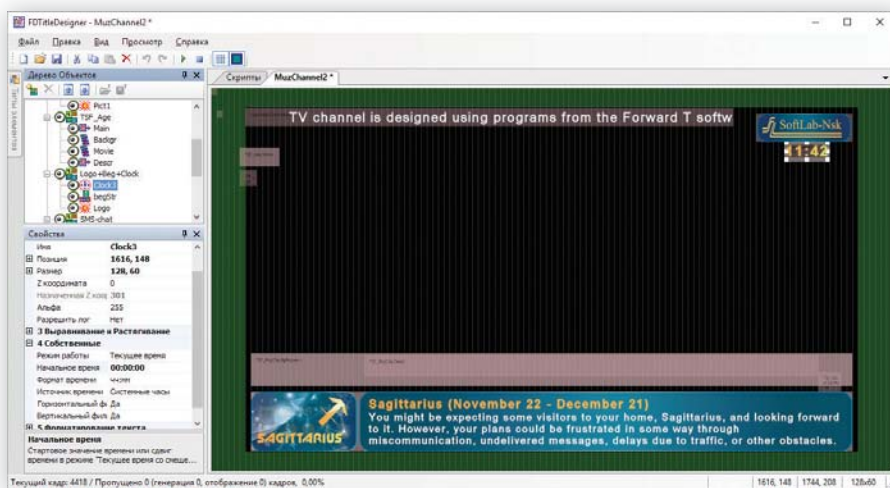 FDTitleDesigner - MuzChannel2 *
Файл Правка Вид Просмотр Справка
Типы элементов
Дерево Объектов
Pict1
TSF_Age
Main
Backgr
Movie
Descr
Logo+Beg+Clock
Clock3
begStr
Logo
SMS-chat
Свойства
Имя Clock3
Позиция 1616, 148
Размер 128, 60
Z координата 0
Назначенная Z коор 301
Альфа 255
Разрешить лог Нет
3 Выравнивание и Растягивание
4 Собственные
Режим работы Текущее время
Начальное время 00:00:00
Формат времени чч:мм
Источник времени Системные часы
Горизонтальный фи Да
Вертикальный фил Да
5 Форматирование текста
Начальное время
Стартовое значение времени или сдвиг
времени в режиме "Текущее время со смеще...
Скрипты MuzChannel2 *
TV channel is designed using programs from the Forward T softw
SoftLab-Nsk
11:42
SAGITTARIUS
Sagittarius (November 22 - December 21)
You might be expecting some visitors to your home, Sagittarius, and looking forward
to it. However, your plans could be frustrated in some way through
miscommunication, undelivered messages, delays due to traffic, or other obstacles.
Текущий кадр: 4418 / Пропущено 0 (генерация 0, отображение 0) кадров, 0,00%
1616, 148 1744, 208 128x60